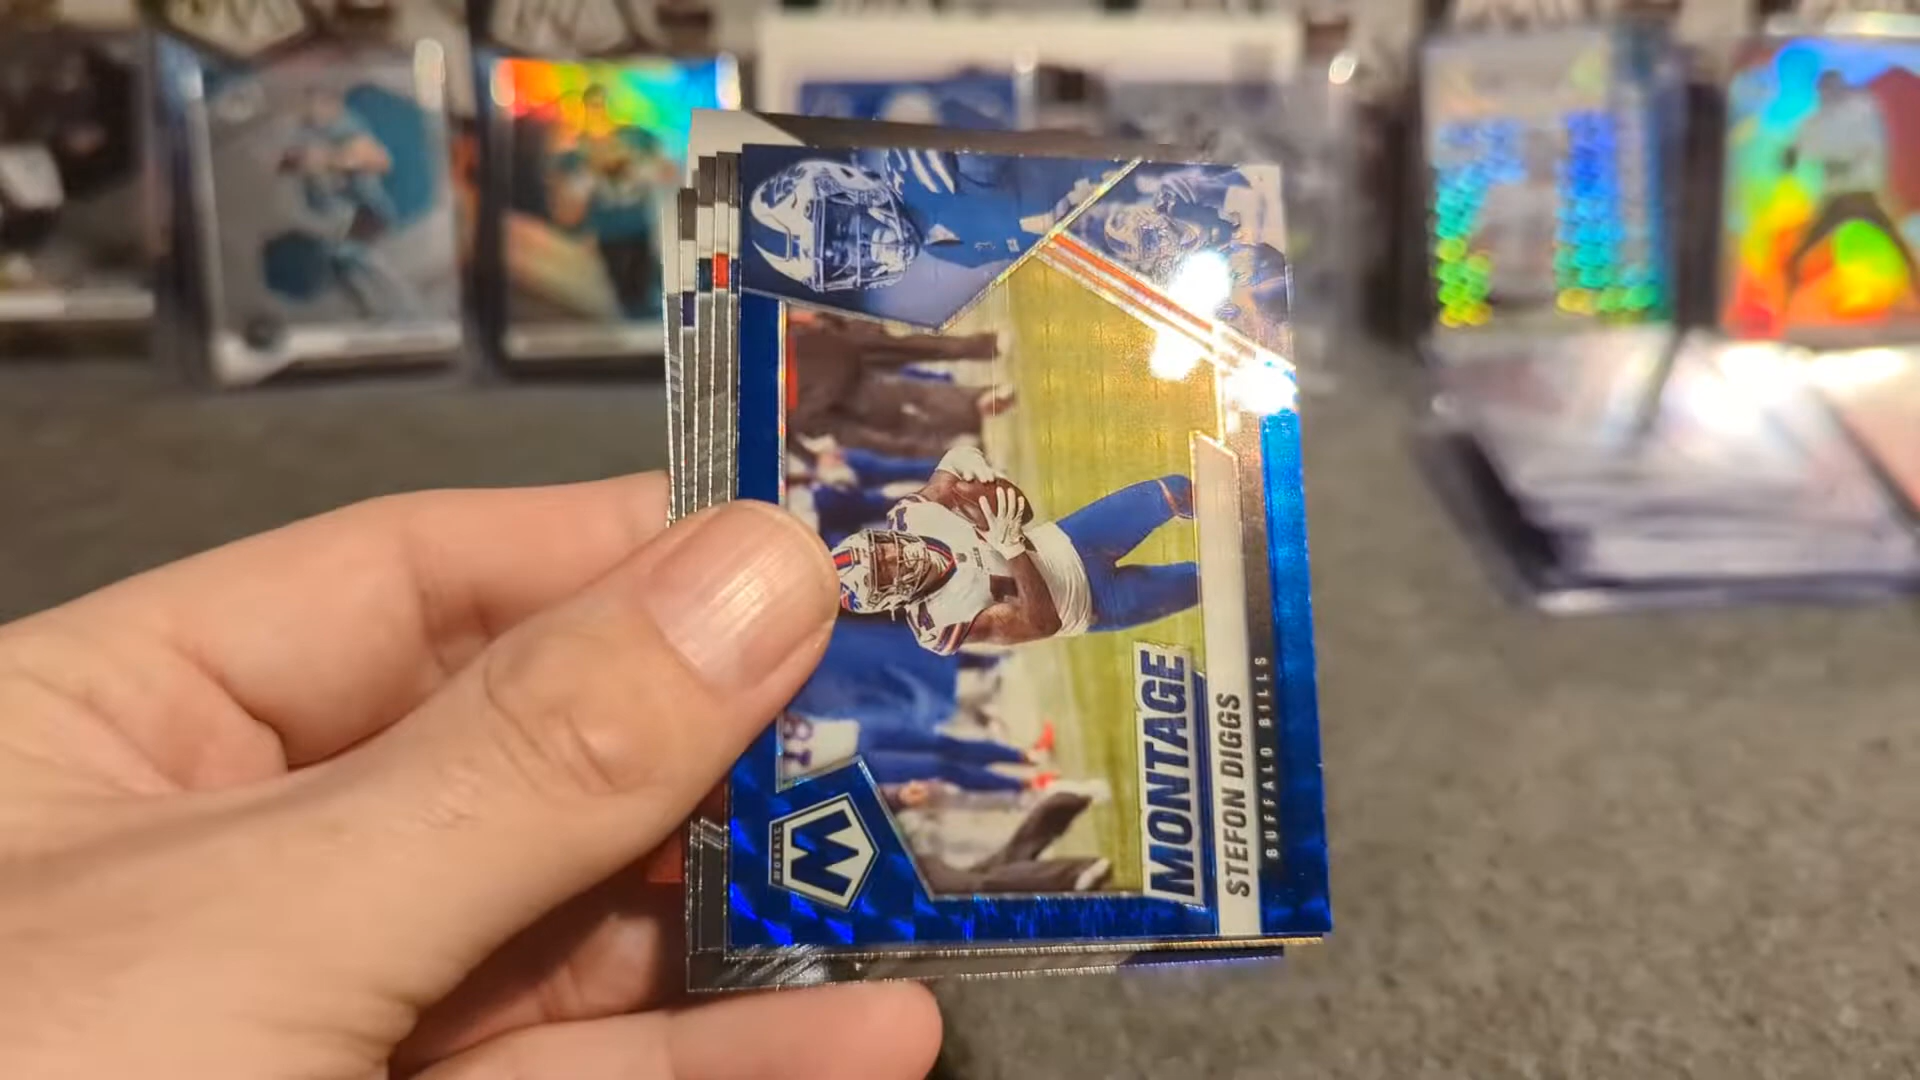 MONTAGE
STEFON DIGGS
BUFFALO BILLS
M
MOSAIC